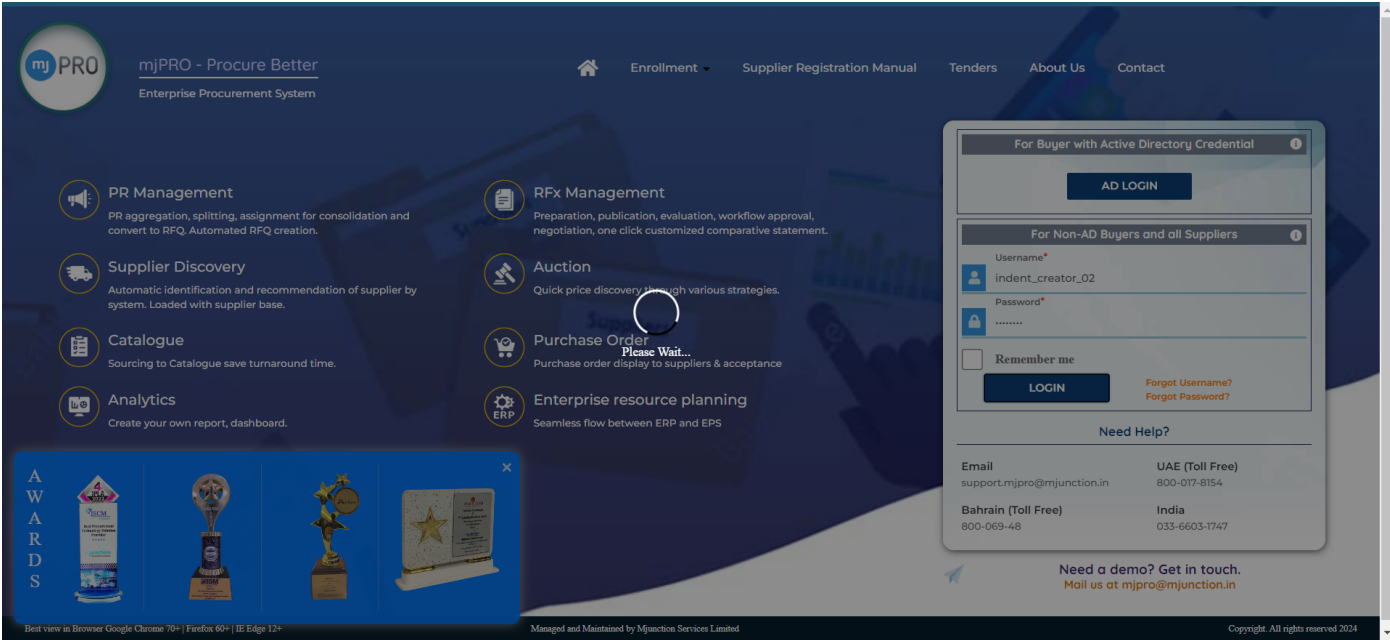 mj PRO
mjPRO - Procure Better
Enterprise Procurement System
Enrollment
Supplier Registration Manual
Tenders
About Us
Contact
PR Management
PR aggregation, splitting, assignment for consolidation and
convert to RFQ. Automated RFQ creation.
RFx Management
Preparation, publication, evaluation, workflow approval,
negotiation, one click customized comparative statement.
Supplier Discovery
Automatic identification and recommendation of supplier by
system. Loaded with supplier base.
Auction
Quick price discovery through various strategies.
Catalogue
Sourcing to Catalogue save turnaround time.
Purchase Order
Purchase order display to suppliers & acceptance
Please Wait...
Analytics
Create your own report, dashboard.
ERP
Enterprise resource planning
Seamless flow between ERP and EPS
Suppliers
For Buyer with Active Directory Credential
AD LOGIN
For Non-AD Buyers and all Suppliers
Username*
indent_creator_02
Password*
........
Remember me
LOGIN
Forgot Username?
Forgot Password?
Need Help?
Email
support.mjpro@mjunction.in
UAE (Toll Free)
800-017-8154
Bahrain (Toll Free)
800-069-48
India
033-6603-1747
Need a demo? Get in touch.
Mail us at mjpro@mjunction.in
AWARDS
Best view in Browser Google Chrome 70+ | Firefox 60+ | IE Edge 12+
Managed and Maintained by Mjunction Services Limited
Copyright. All rights reserved 2024